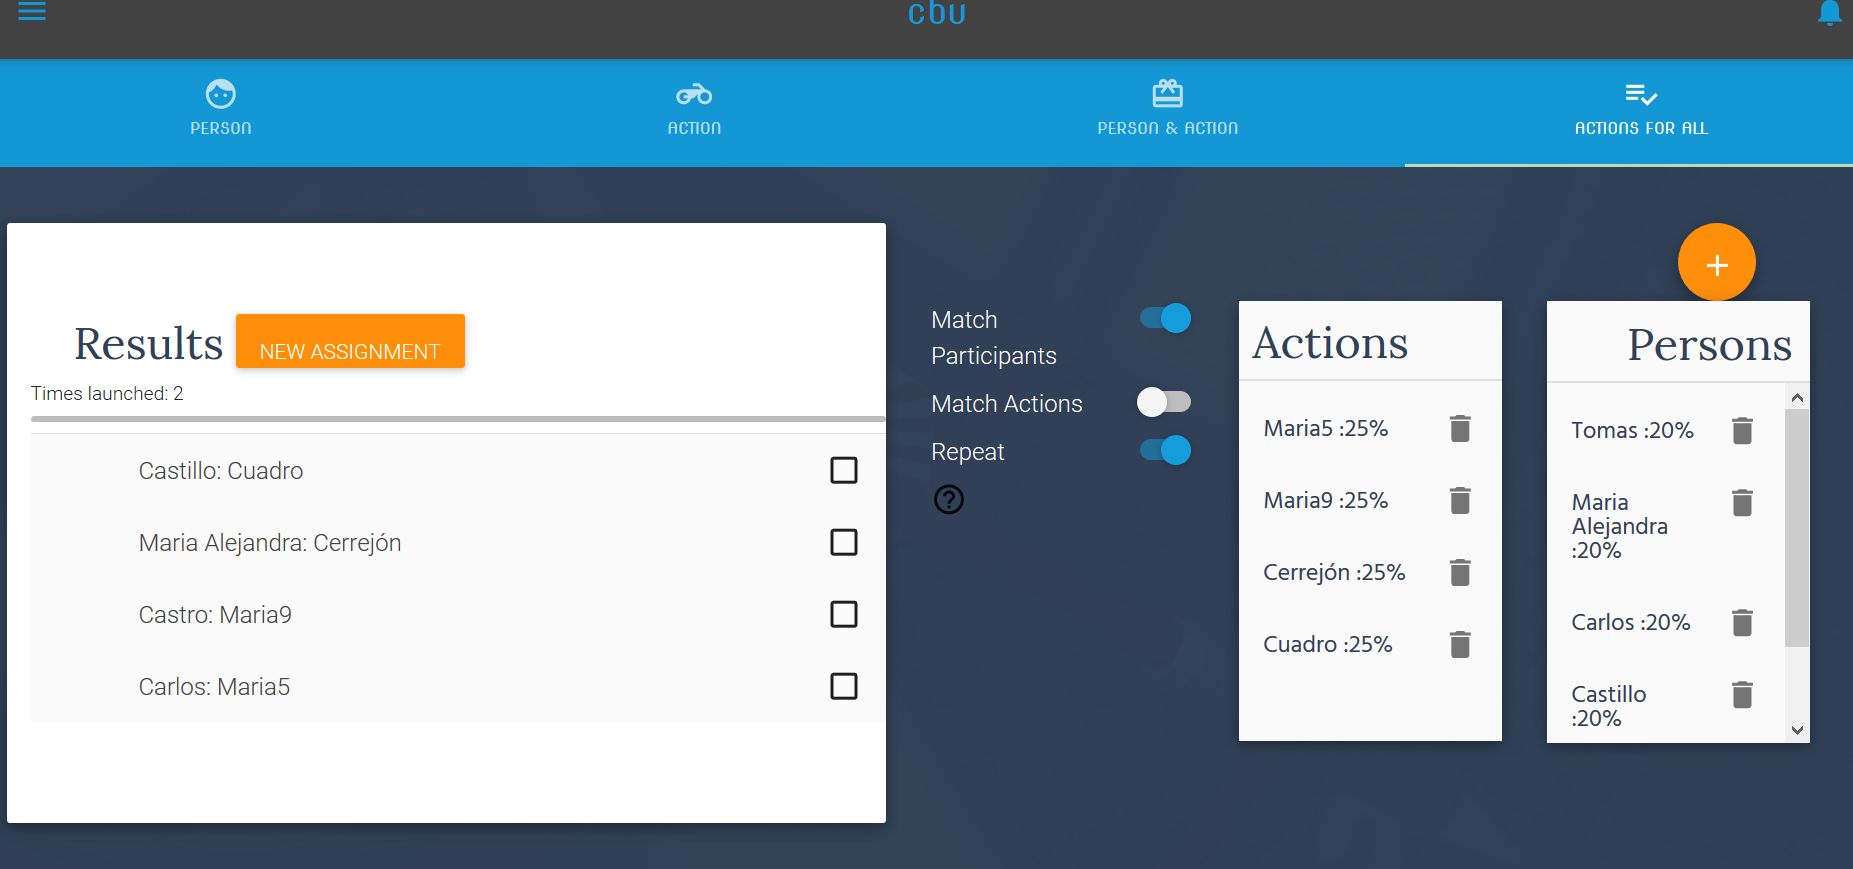 cbu
PERSON
ACTION
PERSON & ACTION
ACTIONS FOR ALL
Results
NEW ASSIGNMENT
Times launched: 2
Castillo: Cuadro
Maria Alejandra: Cerrejón
Castro: Maria9
Carlos: Maria5
Match
Participants
Match Actions
Repeat
?
Actions
Maria5 :25%
Maria9 :25%
Cerrejón :25%
Cuadro :25%
+
Persons
Tomas :20%
Maria
Alejandra
:20%
Carlos :20%
Castillo
:20%